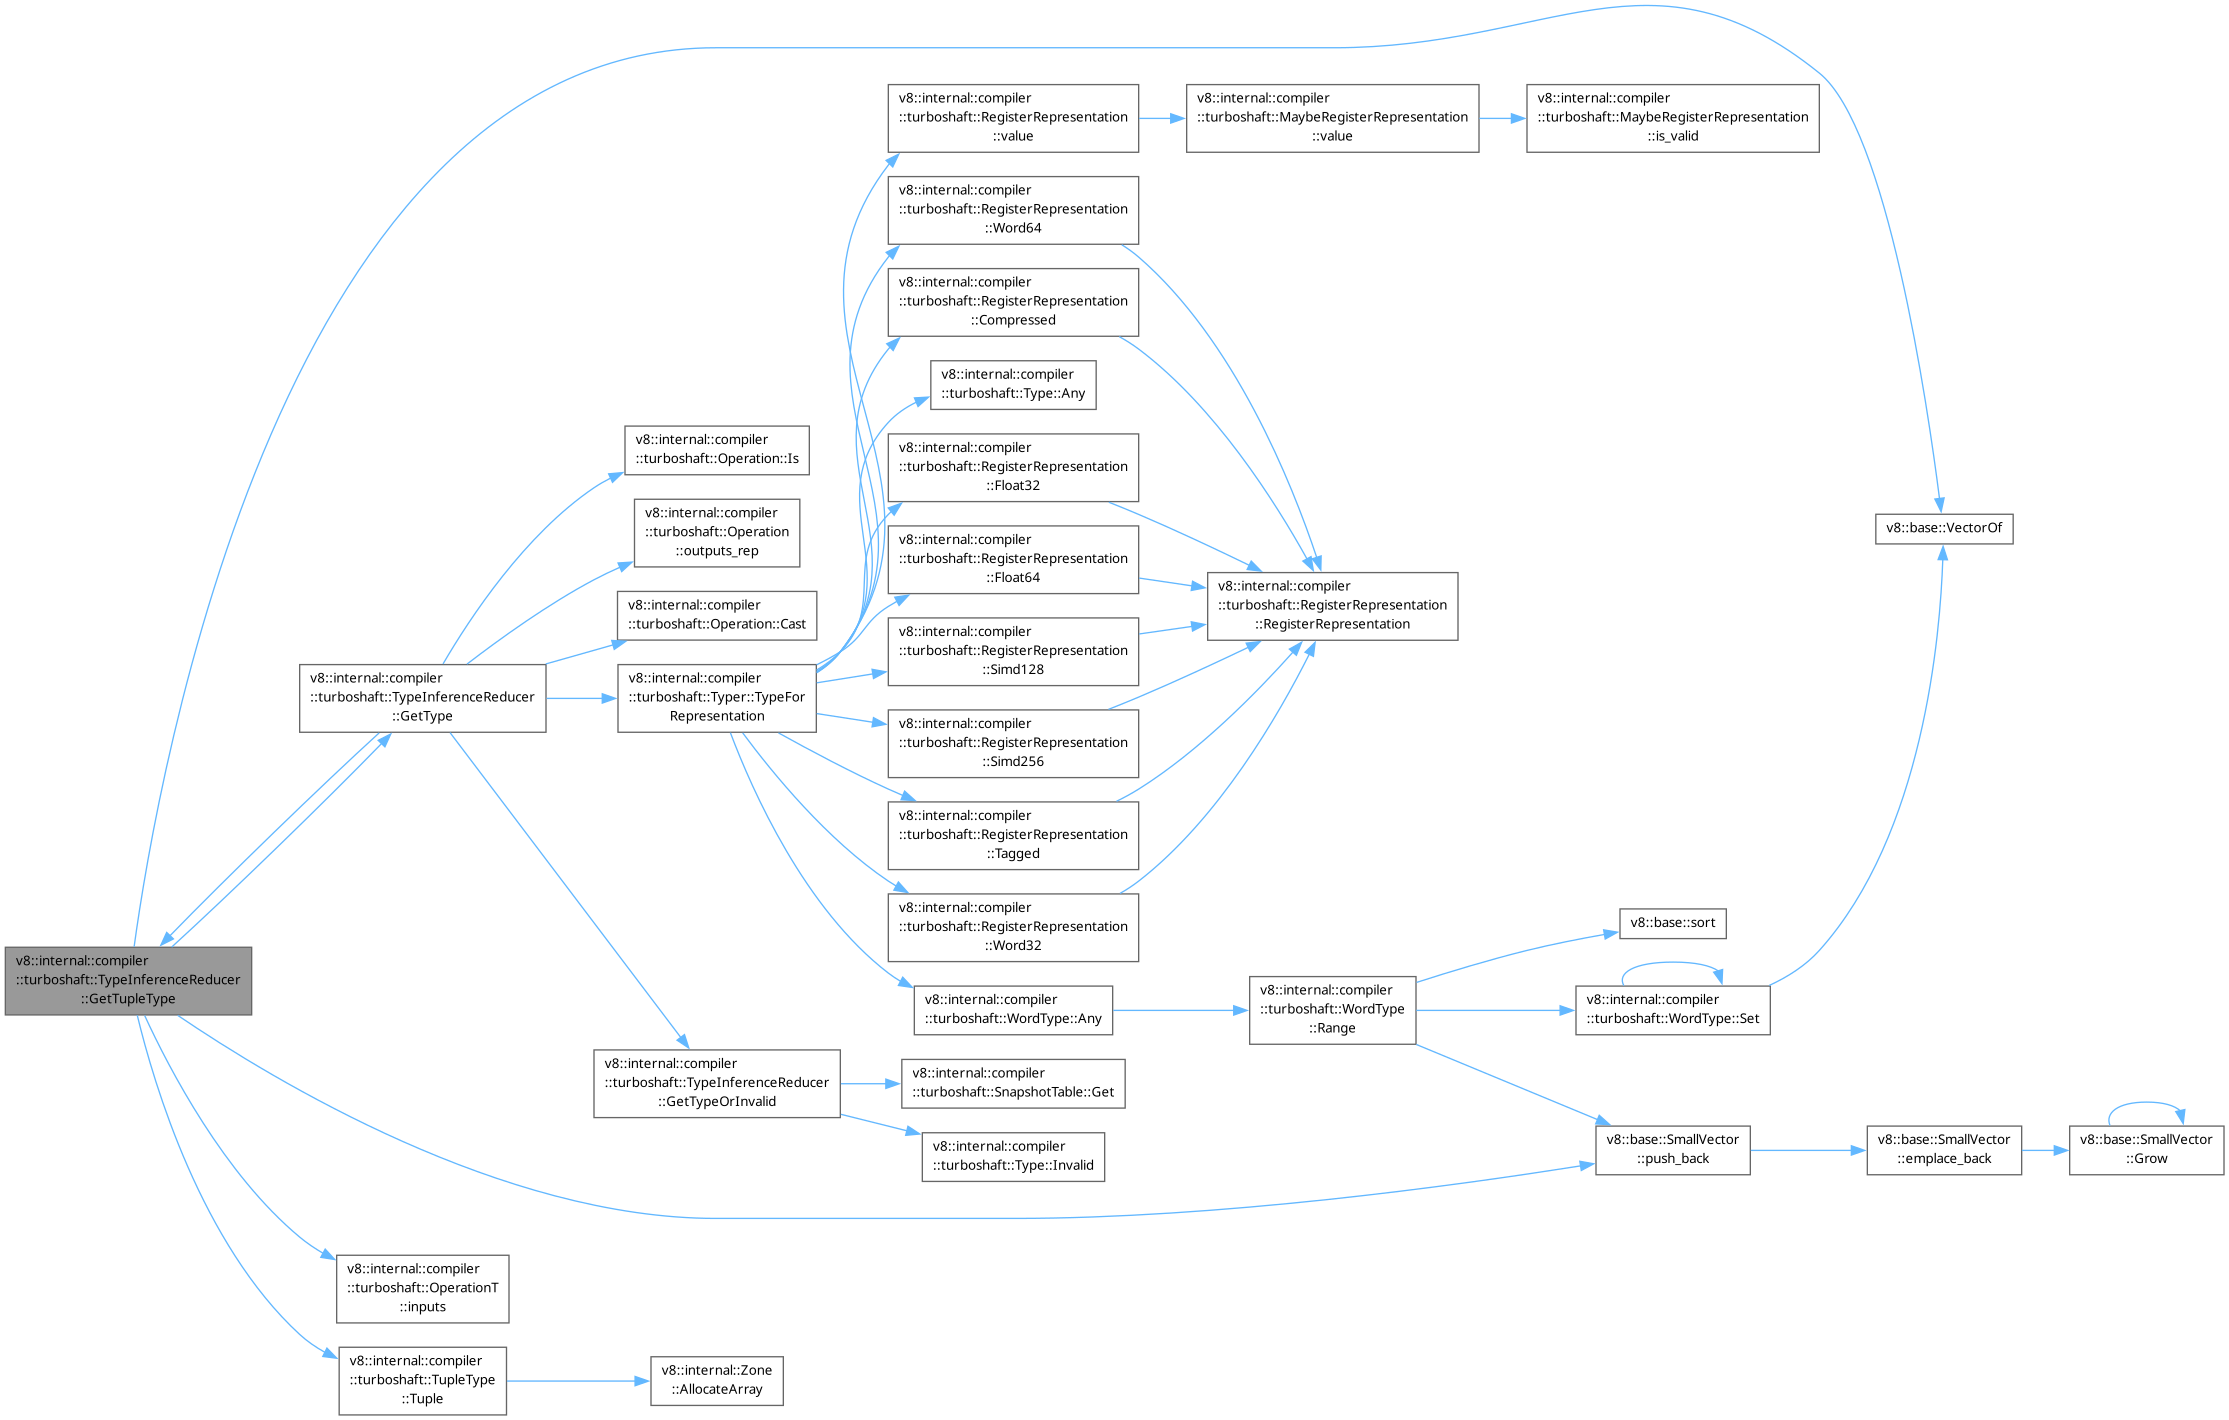 v8::internal::compiler
::turboshaft::RegisterRepresentation
::value
v8::internal::compiler
::turboshaft::MaybeRegisterRepresentation
::value
v8::internal::compiler
::turboshaft::MaybeRegisterRepresentation
::is_valid
v8::internal::compiler
::turboshaft::RegisterRepresentation
::Word64
v8::internal::compiler
::turboshaft::RegisterRepresentation
::Compressed
v8::internal::compiler
::turboshaft::Type::Any
v8::internal::compiler
::turboshaft::Operation::Is
v8::internal::compiler
::turboshaft::RegisterRepresentation
::Float32
v8::internal::compiler
::turboshaft::Operation
::outputs_rep
v8::base::VectorOf
v8::internal::compiler
::turboshaft::RegisterRepresentation
::Float64
v8::internal::compiler
::turboshaft::RegisterRepresentation
::RegisterRepresentation
v8::internal::compiler
::turboshaft::Operation::Cast
v8::internal::compiler
::turboshaft::RegisterRepresentation
::Simd128
v8::internal::compiler
::turboshaft::TypeInferenceReducer
::GetType
v8::internal::compiler
::turboshaft::Typer::TypeFor
Representation
v8::internal::compiler
::turboshaft::RegisterRepresentation
::Simd256
v8::internal::compiler
::turboshaft::RegisterRepresentation
::Tagged
v8::internal::compiler
::turboshaft::RegisterRepresentation
::Word32
v8::base::sort
v8::internal::compiler
::turboshaft::TypeInferenceReducer
::GetTupleType
v8::internal::compiler
::turboshaft::WordType::Any
v8::internal::compiler
::turboshaft::WordType
::Range
v8::internal::compiler
::turboshaft::WordType::Set
v8::internal::compiler
::turboshaft::TypeInferenceReducer
::GetTypeOrInvalid
v8::internal::compiler
::turboshaft::SnapshotTable::Get
v8::internal::compiler
::turboshaft::Type::Invalid
v8::base::SmallVector
::push_back
v8::base::SmallVector
::emplace_back
v8::base::SmallVector
::Grow
v8::internal::compiler
::turboshaft::OperationT
::inputs
v8::internal::compiler
::turboshaft::TupleType
::Tuple
v8::internal::Zone
::AllocateArray